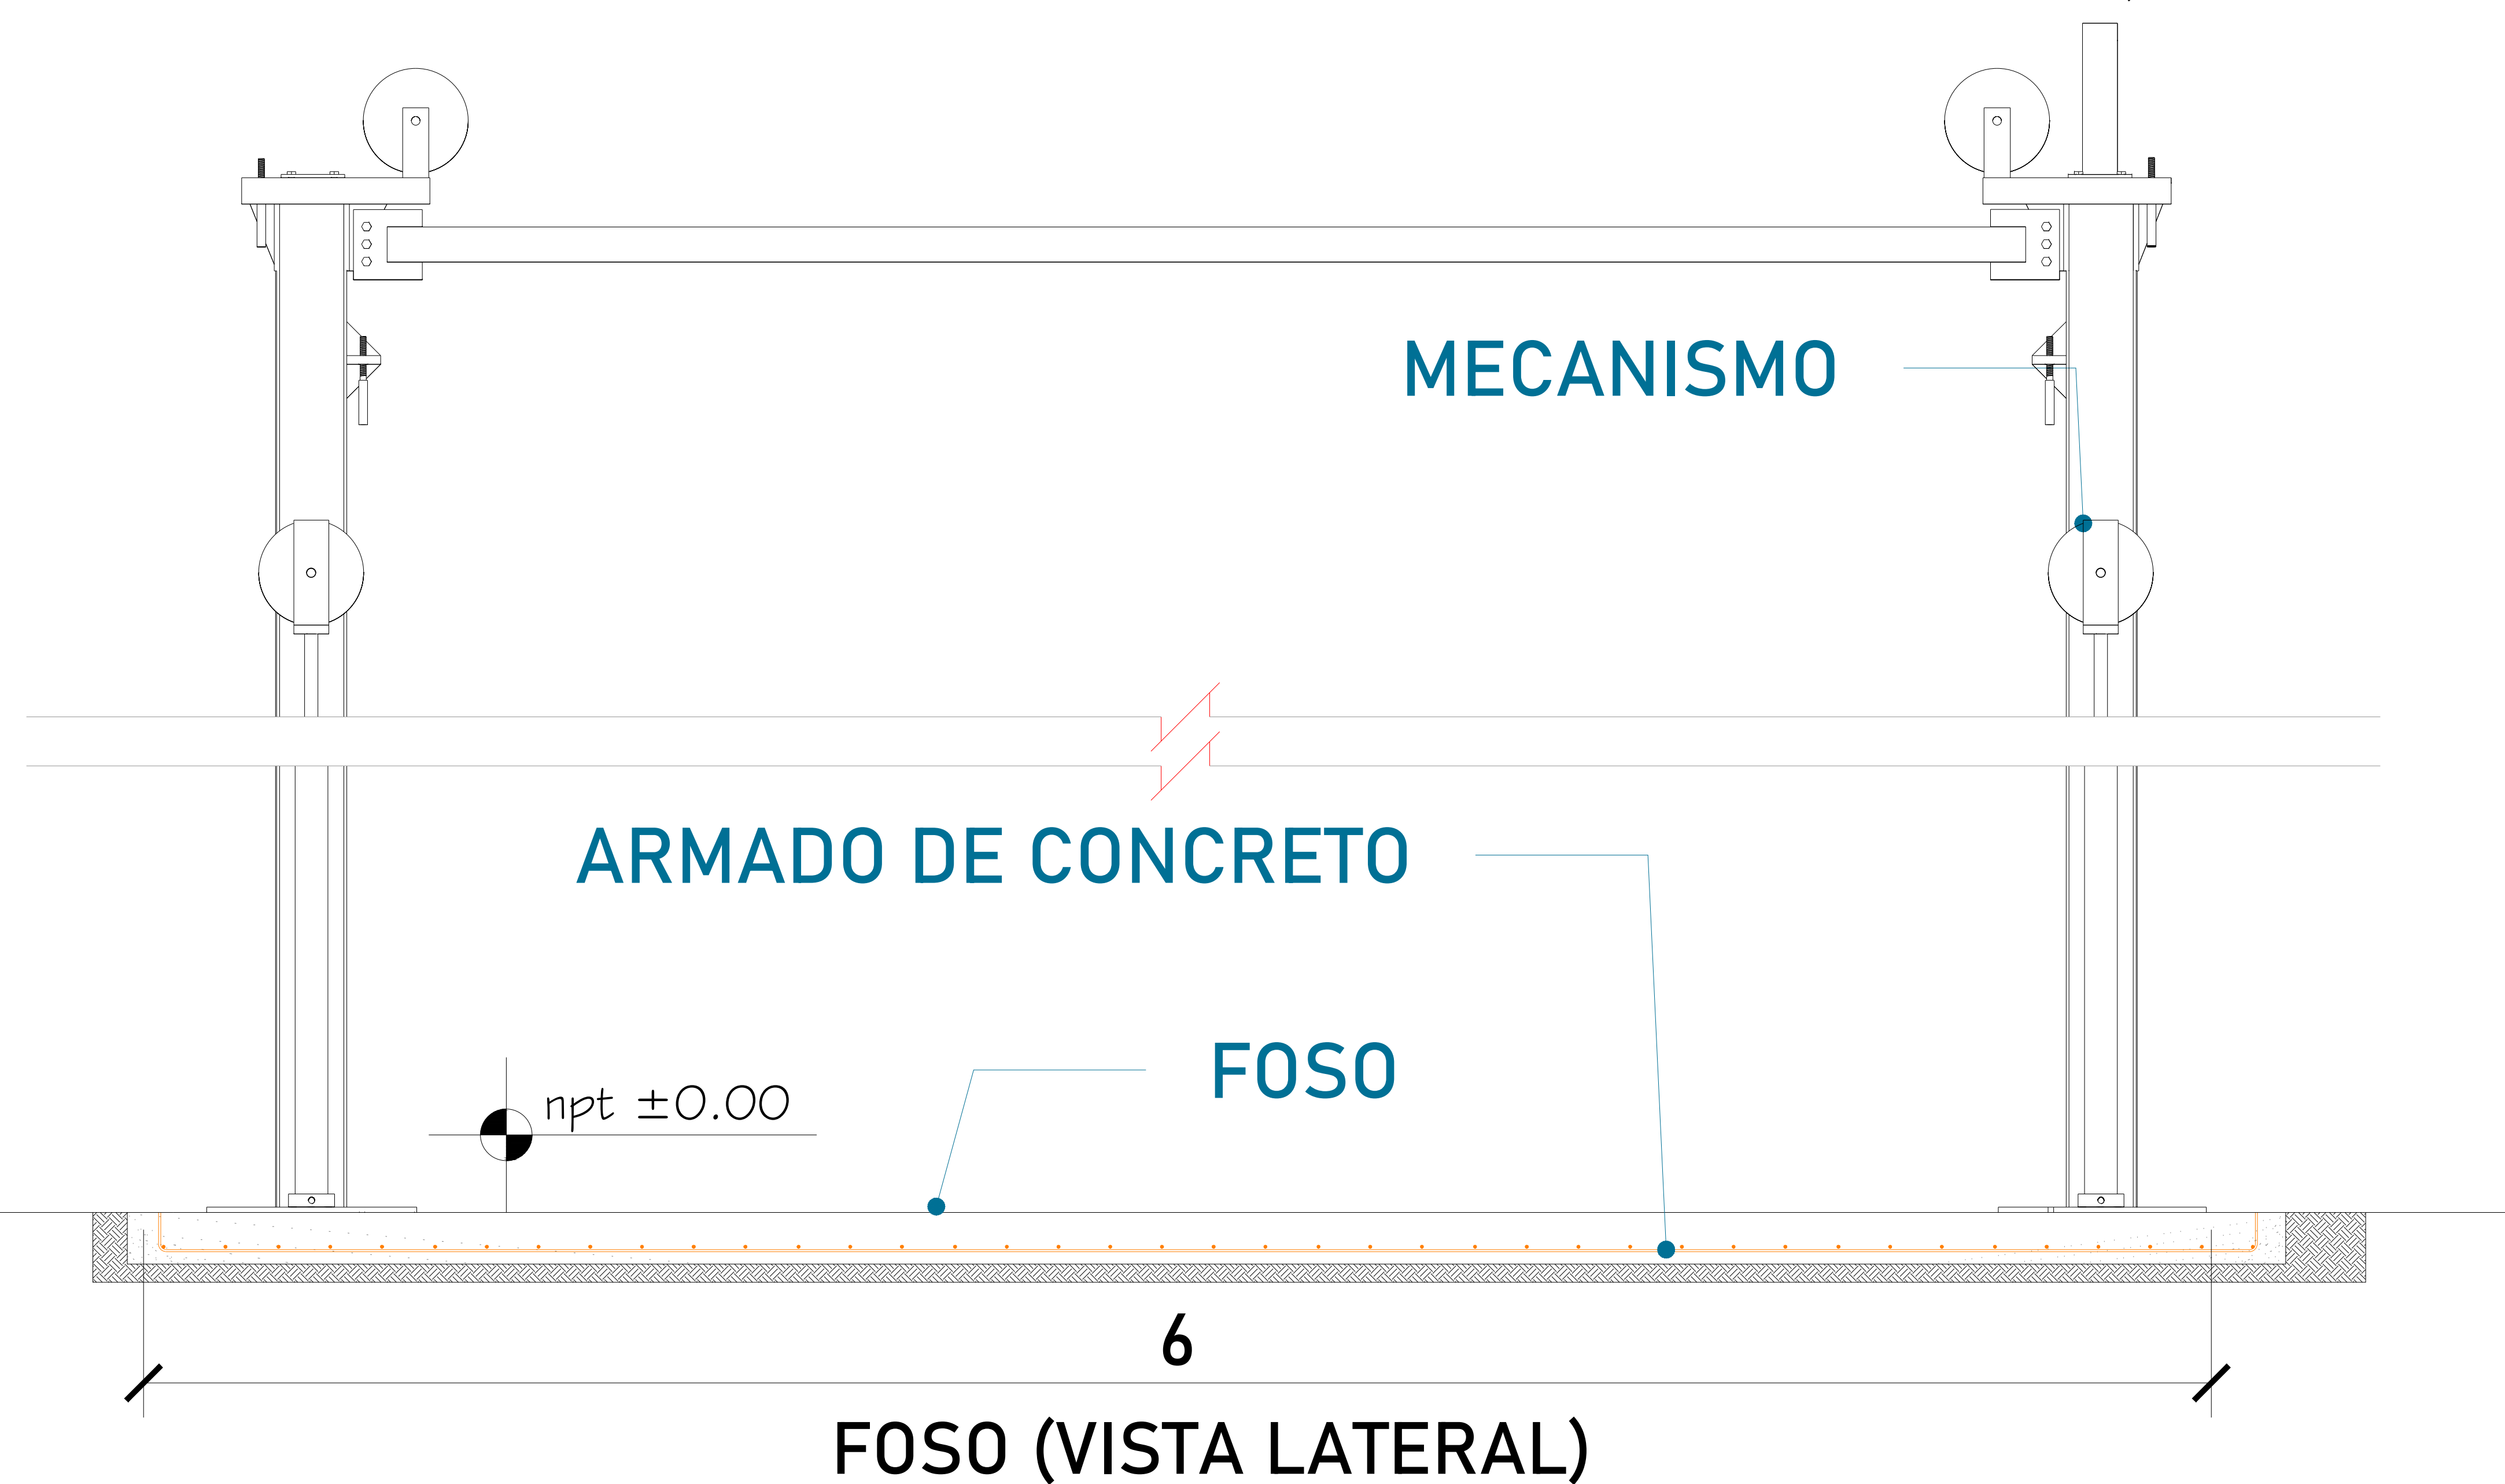 MECANISMO
ARMADO DE CONCRETO
FOSO
npt ±0.00
6
FOSO (VISTA LATERAL)